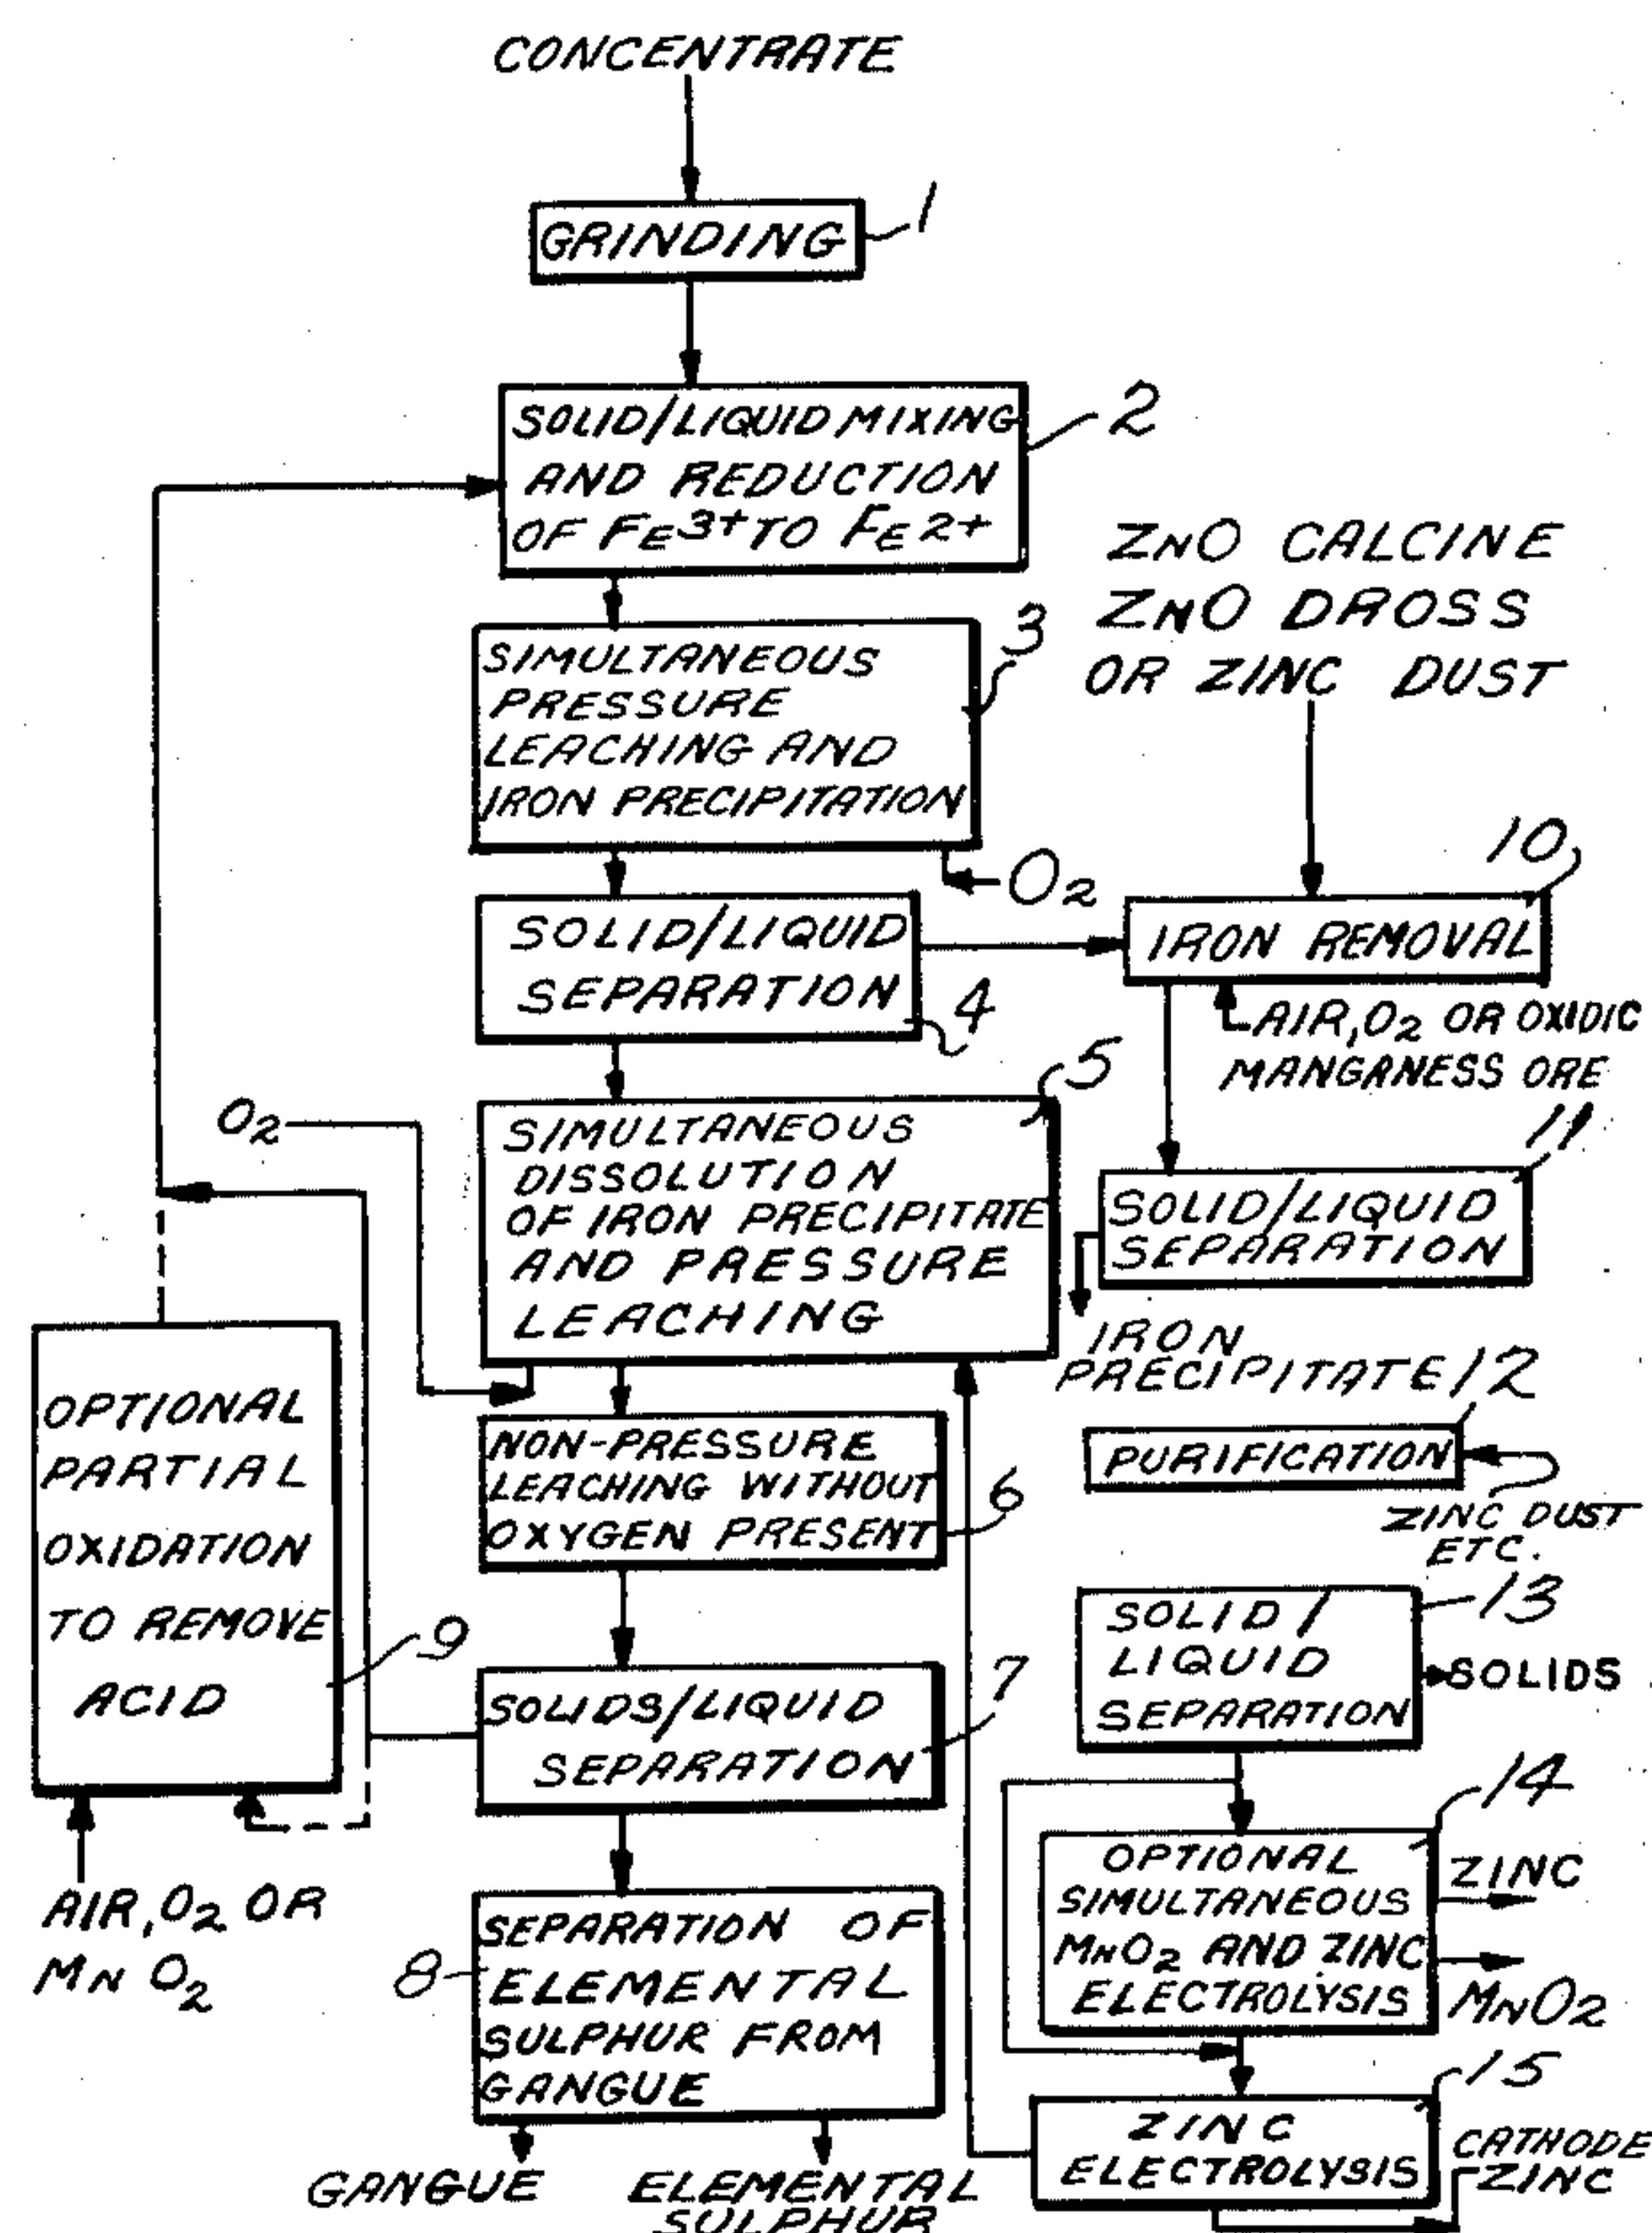 CONCENTRATE
GRINDING
1
SOLID/LIQUID MIXING
AND REDUCTION
OF FE3+ TO FE2+
2
SIMULTANEOUS
PRESSURE
LEACHING AND
IRON PRECIPITATION
3
O2
ZNO CALCINE
ZNO DROSS
OR ZINC DUST
SOLID/LIQUID
SEPARATION
4
IRON REMOVAL
10
AIR, O2 OR OXIDIC
MANGANESS ORE
O2
SIMULTANEOUS
DISSOLUTION
OF IRON PRECIPITATE
AND PRESSURE
LEACHING
5
SOLID/LIQUID
SEPARATION
11
IRON
PRECIPITATE
NON-PRESSURE
LEACHING WITHOUT
OXYGEN PRESENT
6
PURIFICATION
12
ZINC DUST
ETC.
OPTIONAL
PARTIAL
OXIDATION
TO REMOVE
ACID
9
AIR, O2 OR
MN O2
SOLIDS/LIQUID
SEPARATION
7
SOLID/
LIQUID
SEPARATION
13
SOLIDS
SEPARATION OF
ELEMENTAL
SULPHUR FROM
GANGUE
8
GANGUE
ELEMENTAL
SULPHUR
OPTIONAL
SIMULTANEOUS
MNO2 AND ZINC
ELECTROLYSIS
14
ZINC
MNO2
ZINC
ELECTROLYSIS
15
CATHODE
ZINC